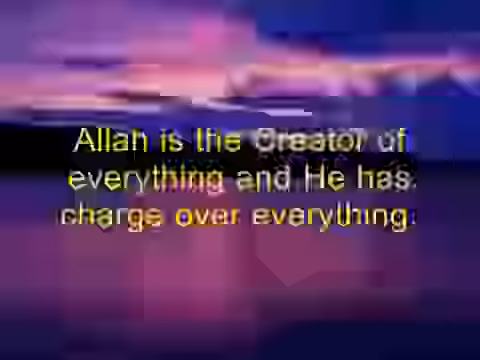 Allah is the Creator of
everything and He has
charge over everything.